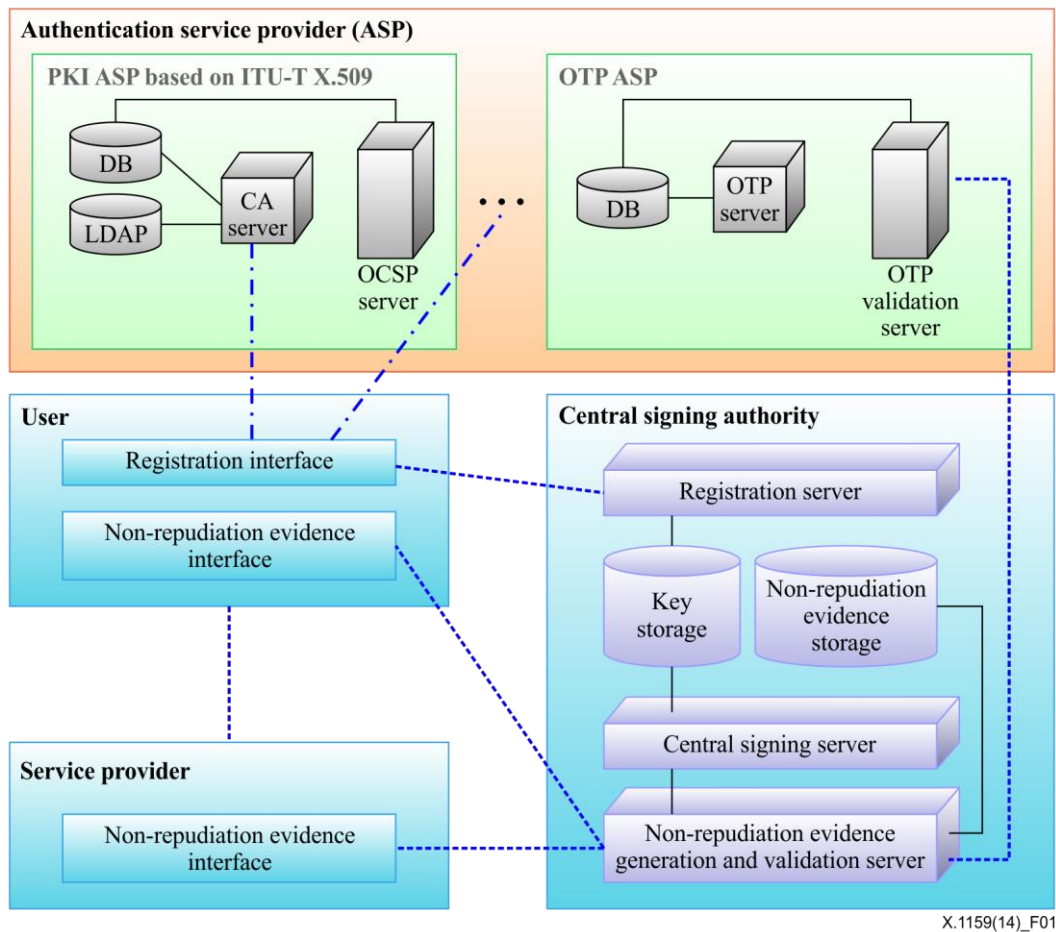 Authentication service provider (ASP)
PKI ASP based on ITU-T X.509
DB
LDAP
CA
server
OCSP
server
...
OTP ASP
DB
OTP
server
OTP
validation
server
User
Registration interface
Non-repudiation evidence
interface
Central signing authority
Registration server
Key
storage
Non-repudiation
evidence
storage
Central signing server
Non-repudiation evidence
generation and validation server
Service provider
Non-repudiation evidence
interface
X.1159(14)_F01